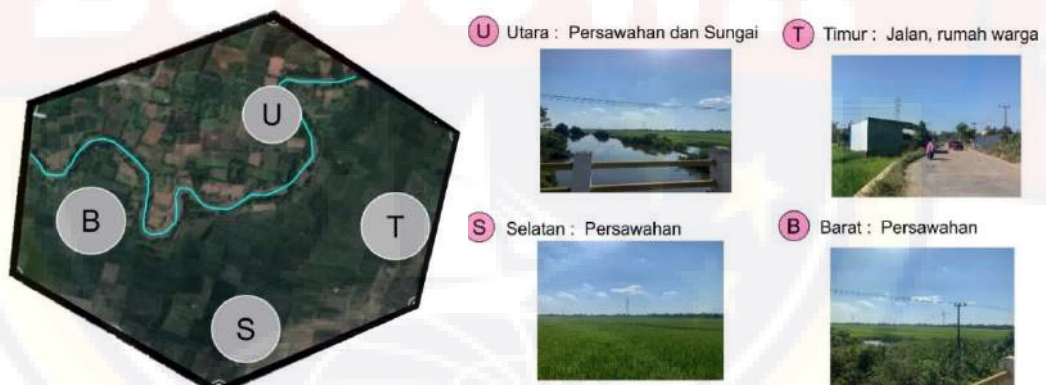 U
B
T
S
U Utara : Persawahan dan Sungai
T Timur : Jalan, rumah warga
S Selatan : Persawahan
B Barat : Persawahan